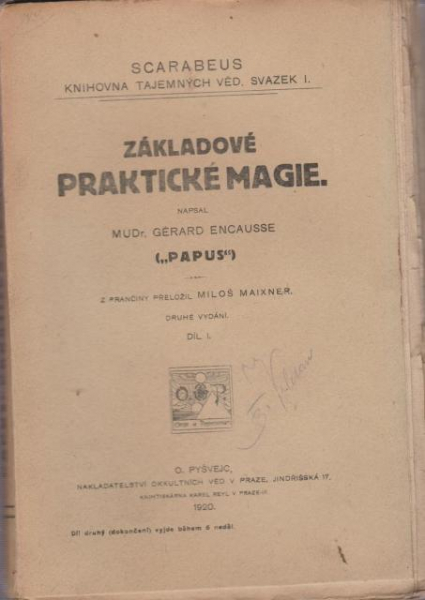 SCARABEUS
KNIHOVNA TAJEMNÝCH VĚD, SVAZEK I.
ZÁKLADOVÉ
PRAKTICKÉ MAGIE.
NAPSAL
MUDr. GÉRARD ENCAUSSE
(„PAPUS“)
Z FRANČINY PŘELOŽIL MILOŠ MAIXNER.
DRUHÉ VYDÁNÍ.
DÍL I.
O. P.
O. PYŠVEJC,
NAKLADATELSTVÍ OKKULTNÍCH VĚD V PRAZE, JINDŘIŠSKÁ 17.
KNIHTISKÁRNA KAREL REYL V PRAZE-III
1920.
Díl druhý (dokončení) vyjde během 6 neděl.